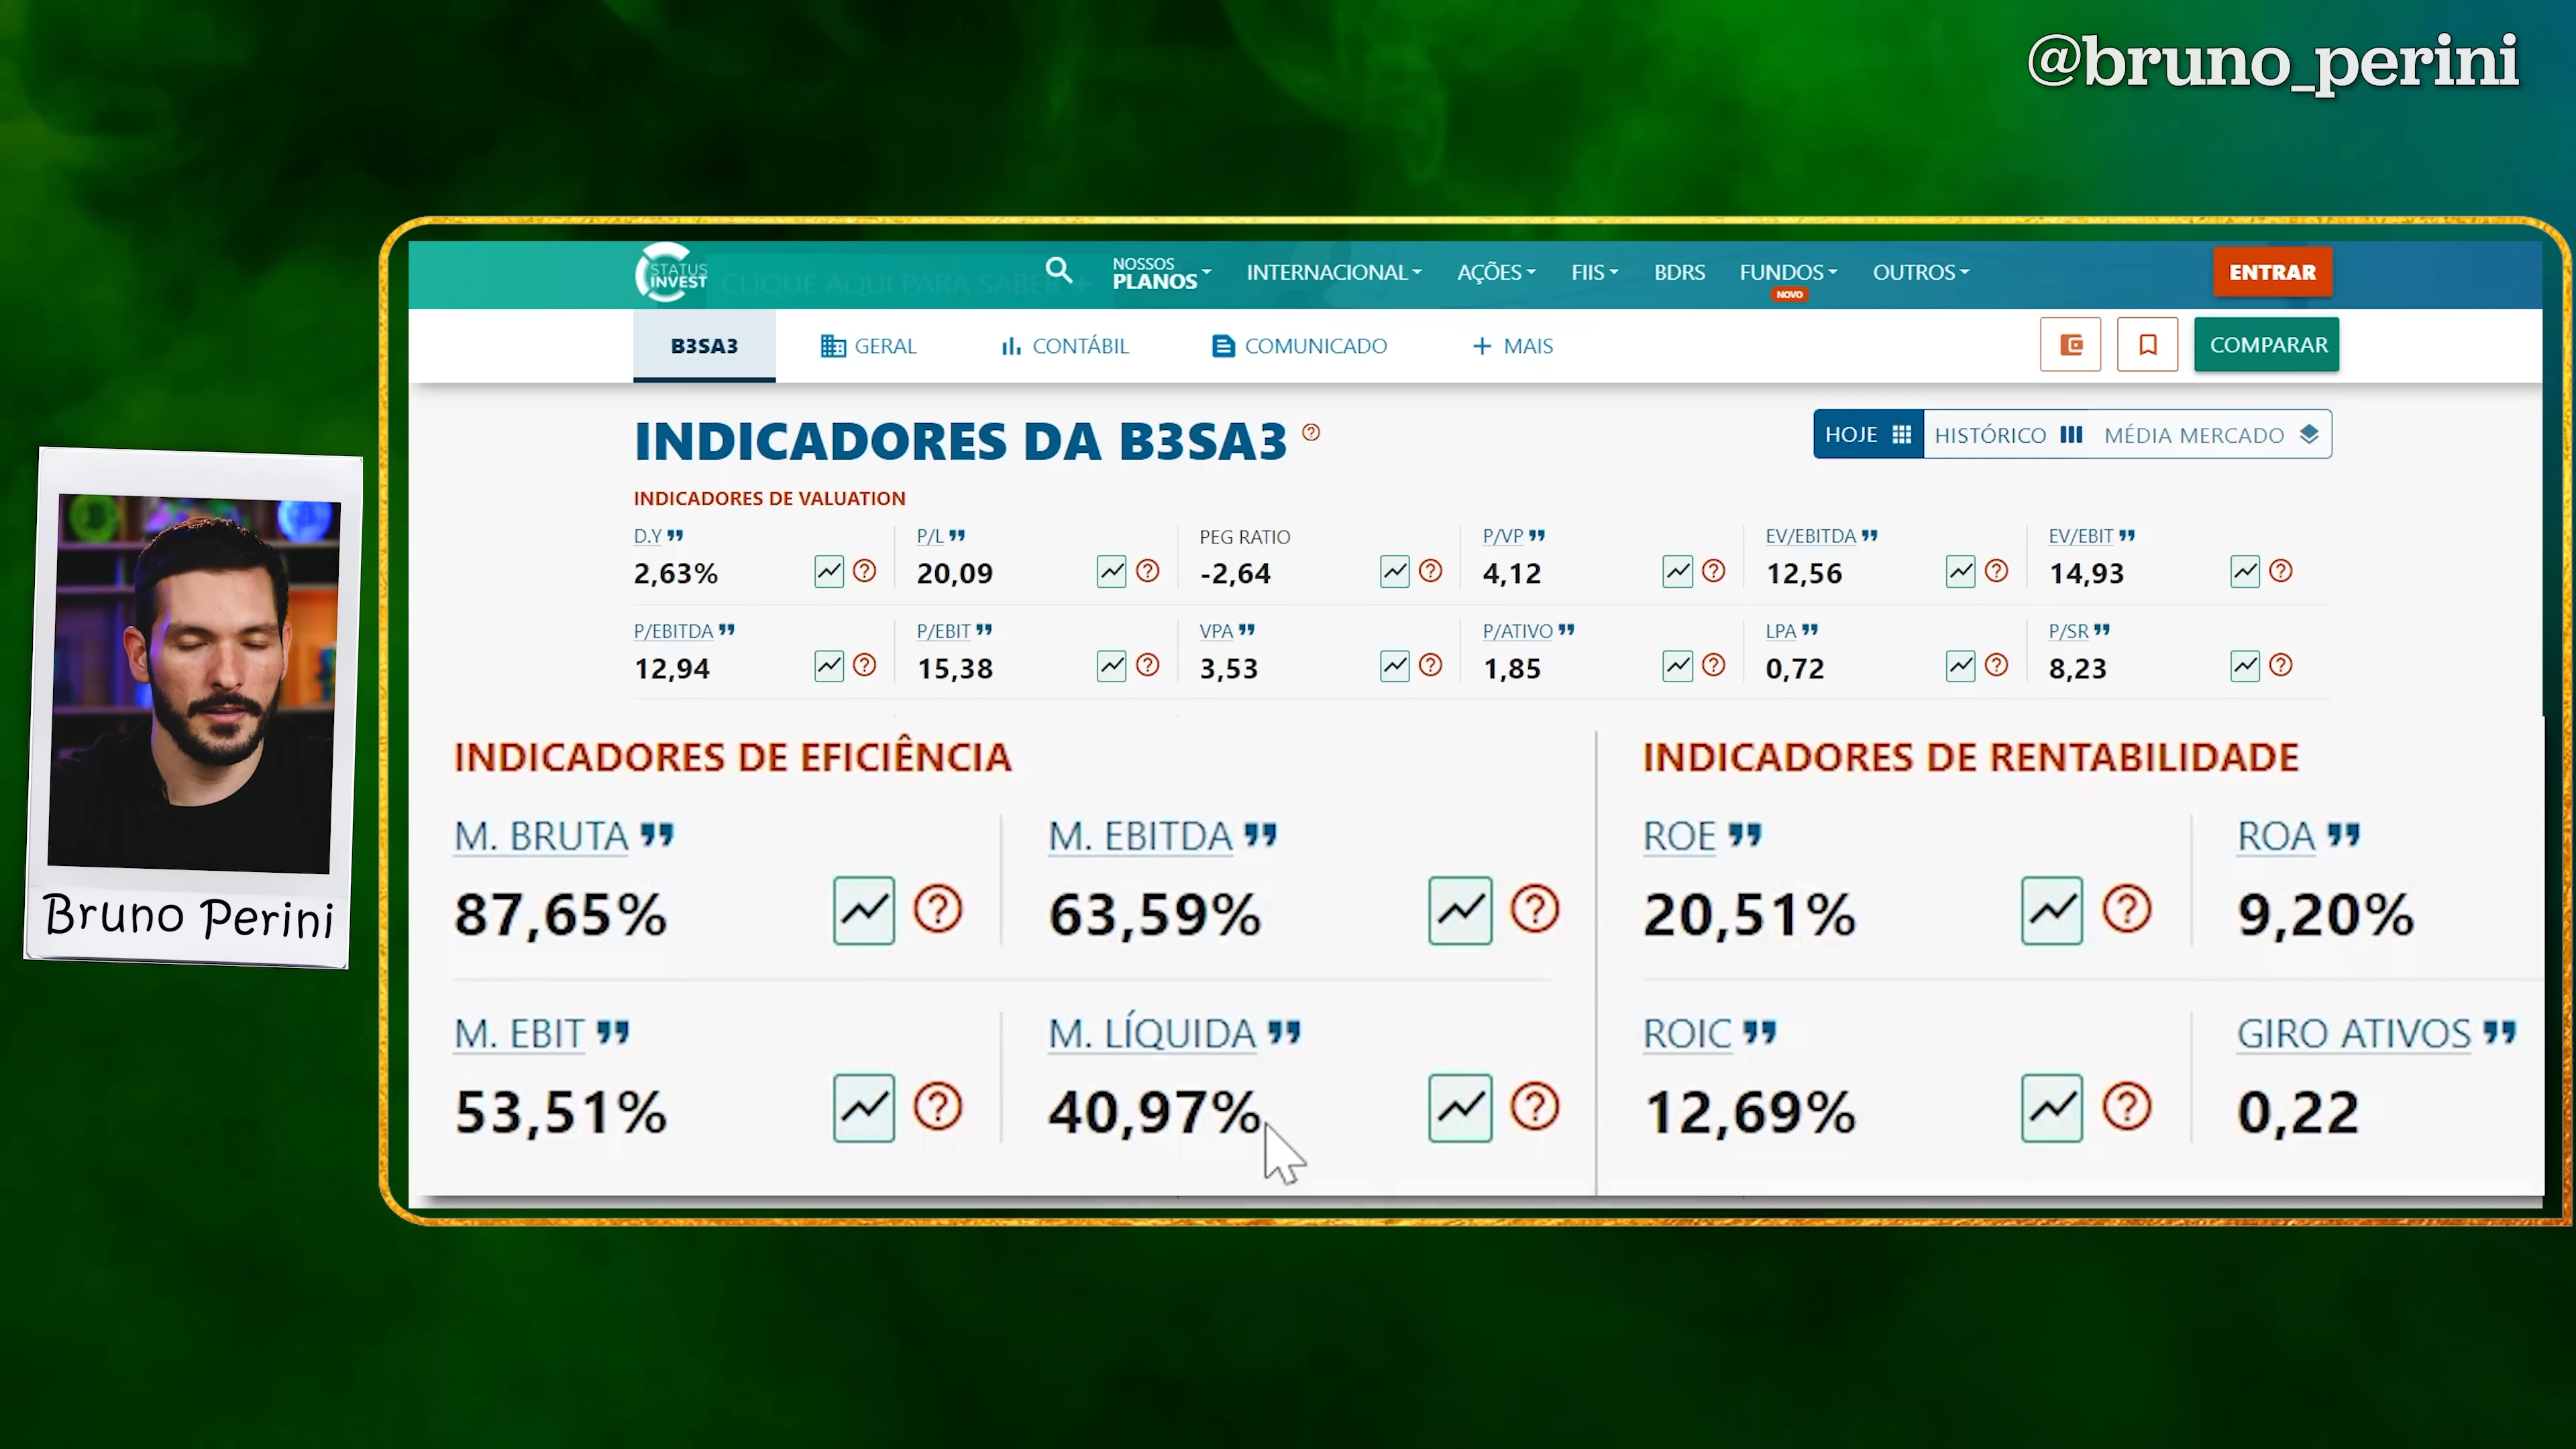 @bruno_perini
STATUS INVEST
CLIQUE AQUI PARA SABER +
NOSSOS PLANOS
INTERNACIONAL
AÇÕES
FIIS
BDRS
FUNDOS
NOVO
OUTROS
ENTRAR
B3SA3
GERAL
CONTÁBIL
COMUNICADO
+ MAIS
COMPARAR
INDICADORES DA B3SA3
HOJE
HISTÓRICO
MÉDIA MERCADO
INDICADORES DE VALUATION
D.Y P/L PEG RATIO P/VP EV/EBITDA EV/EBIT
2,63% 20,09 -2,64 4,12 12,56 14,93
P/EBITDA P/EBIT VPA P/ATIVO LPA P/SR
12,94 15,38 3,53 1,85 0,72 8,23
INDICADORES DE EFICIÊNCIA
M. BRUTA M. EBITDA
87,65% 63,59%
M. EBIT M. LÍQUIDA
53,51% 40,97%
INDICADORES DE RENTABILIDADE
ROE ROA
20,51% 9,20%
ROIC GIRO ATIVOS
12,69% 0,22
Bruno Perini